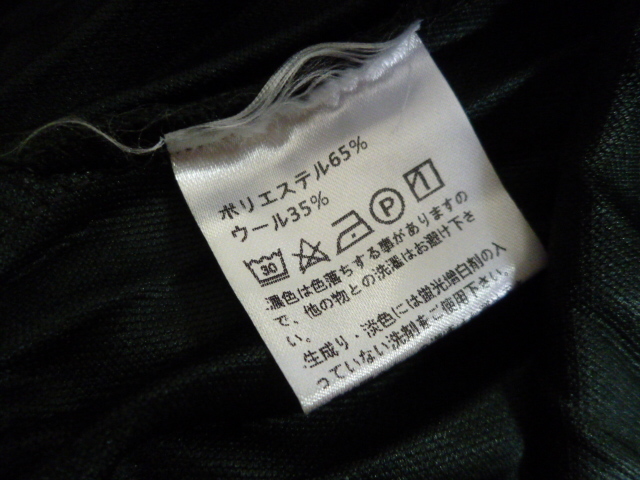 ポリエステル65%
ウール35%
30 P
濃色は色落ちする事がありますの
で、他の物との洗濯はお避け下さ
い。
生成り・淡色には蛍光増白剤の入
っていない洗剤をご使用下さい。